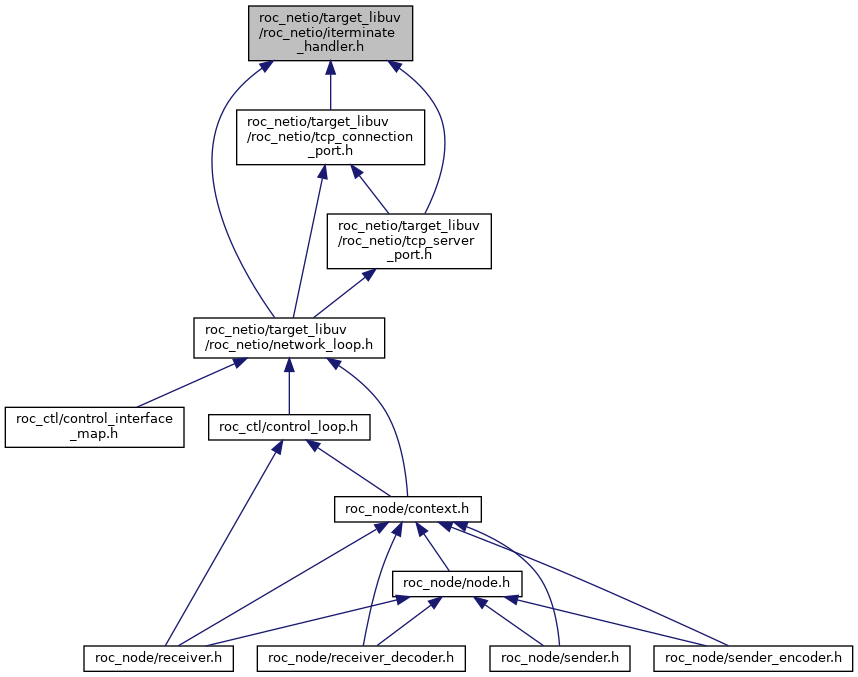 roc_netio/target_libuv
/roc_netio/iterminate
_handler.h
roc_netio/target_libuv
/roc_netio/tcp_connection
_port.h
roc_netio/target_libuv
/roc_netio/tcp_server
_port.h
roc_netio/target_libuv
/roc_netio/network_loop.h
roc_ctl/control_interface
_map.h
roc_ctl/control_loop.h
roc_node/context.h
roc_node/node.h
roc_node/receiver.h
roc_node/receiver_decoder.h
roc_node/sender.h
roc_node/sender_encoder.h